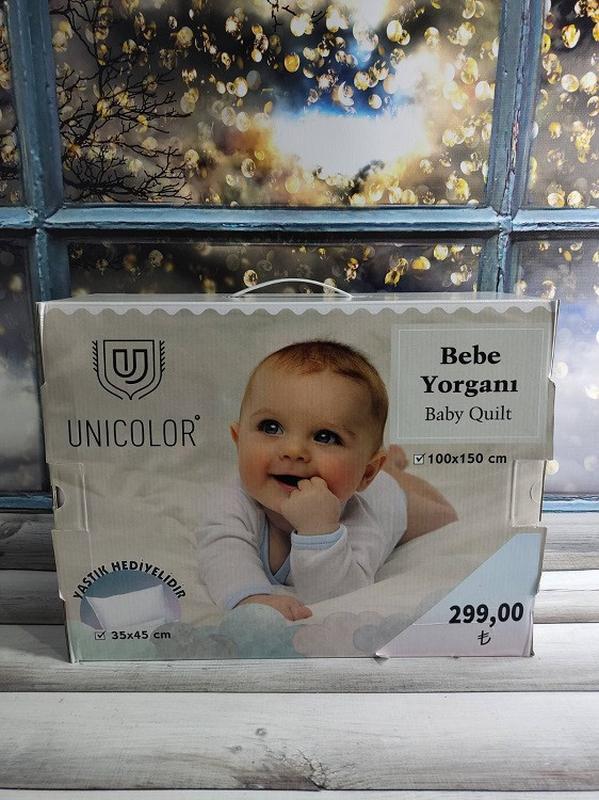 Bebe
Yorganı
Baby Quilt
100x150 cm
U
UNICOLOR
YASTIK HEDİYELİDİR
35x45 cm
299,00
₺